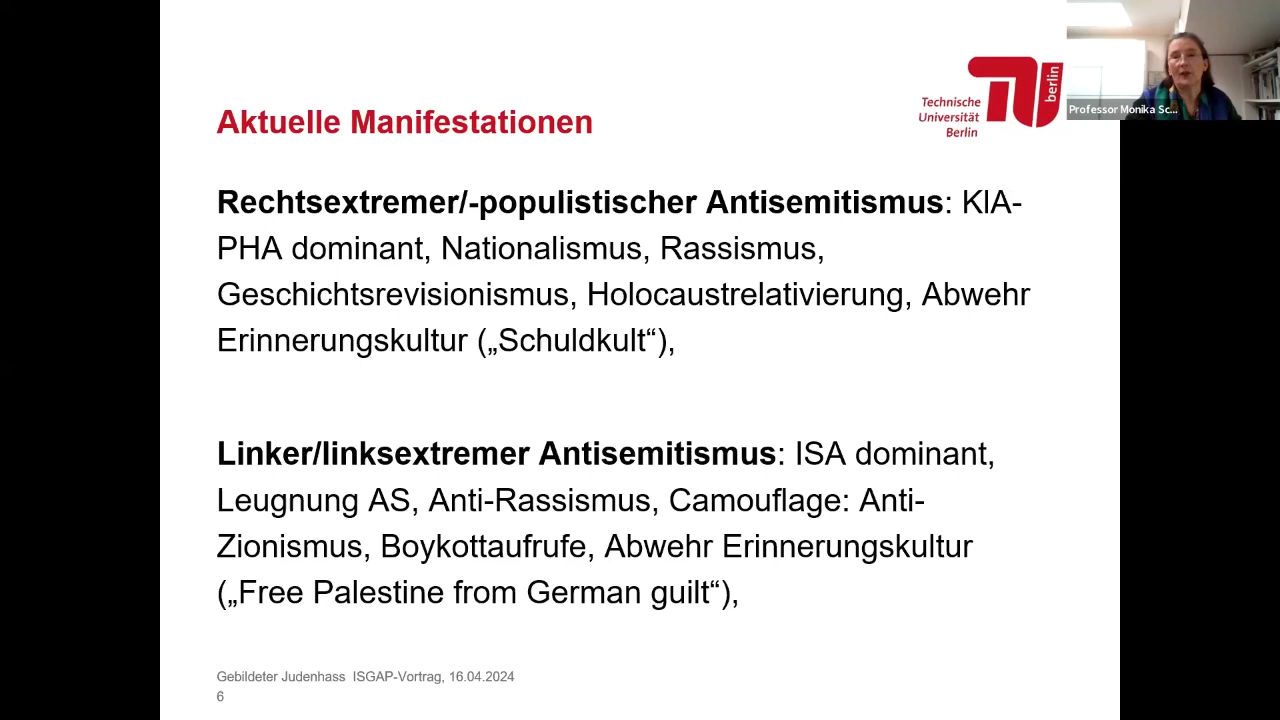 Technische
Universität
Berlin
berlin
Professor Monika Sc...
Aktuelle Manifestationen
Rechtsextremer/-populistischer Antisemitismus: KIA-
PHA dominant, Nationalismus, Rassismus,
Geschichtsrevisionismus, Holocaustrelativierung, Abwehr
Erinnerungskultur („Schuldkult“),
Linker/linksextremer Antisemitismus: ISA dominant,
Leugnung AS, Anti-Rassismus, Camouflage: Anti-
Zionismus, Boykottaufrufe, Abwehr Erinnerungskultur
(„Free Palestine from German guilt“),
Gebildeter Judenhass ISGAP-Vortrag, 16.04.2024
6